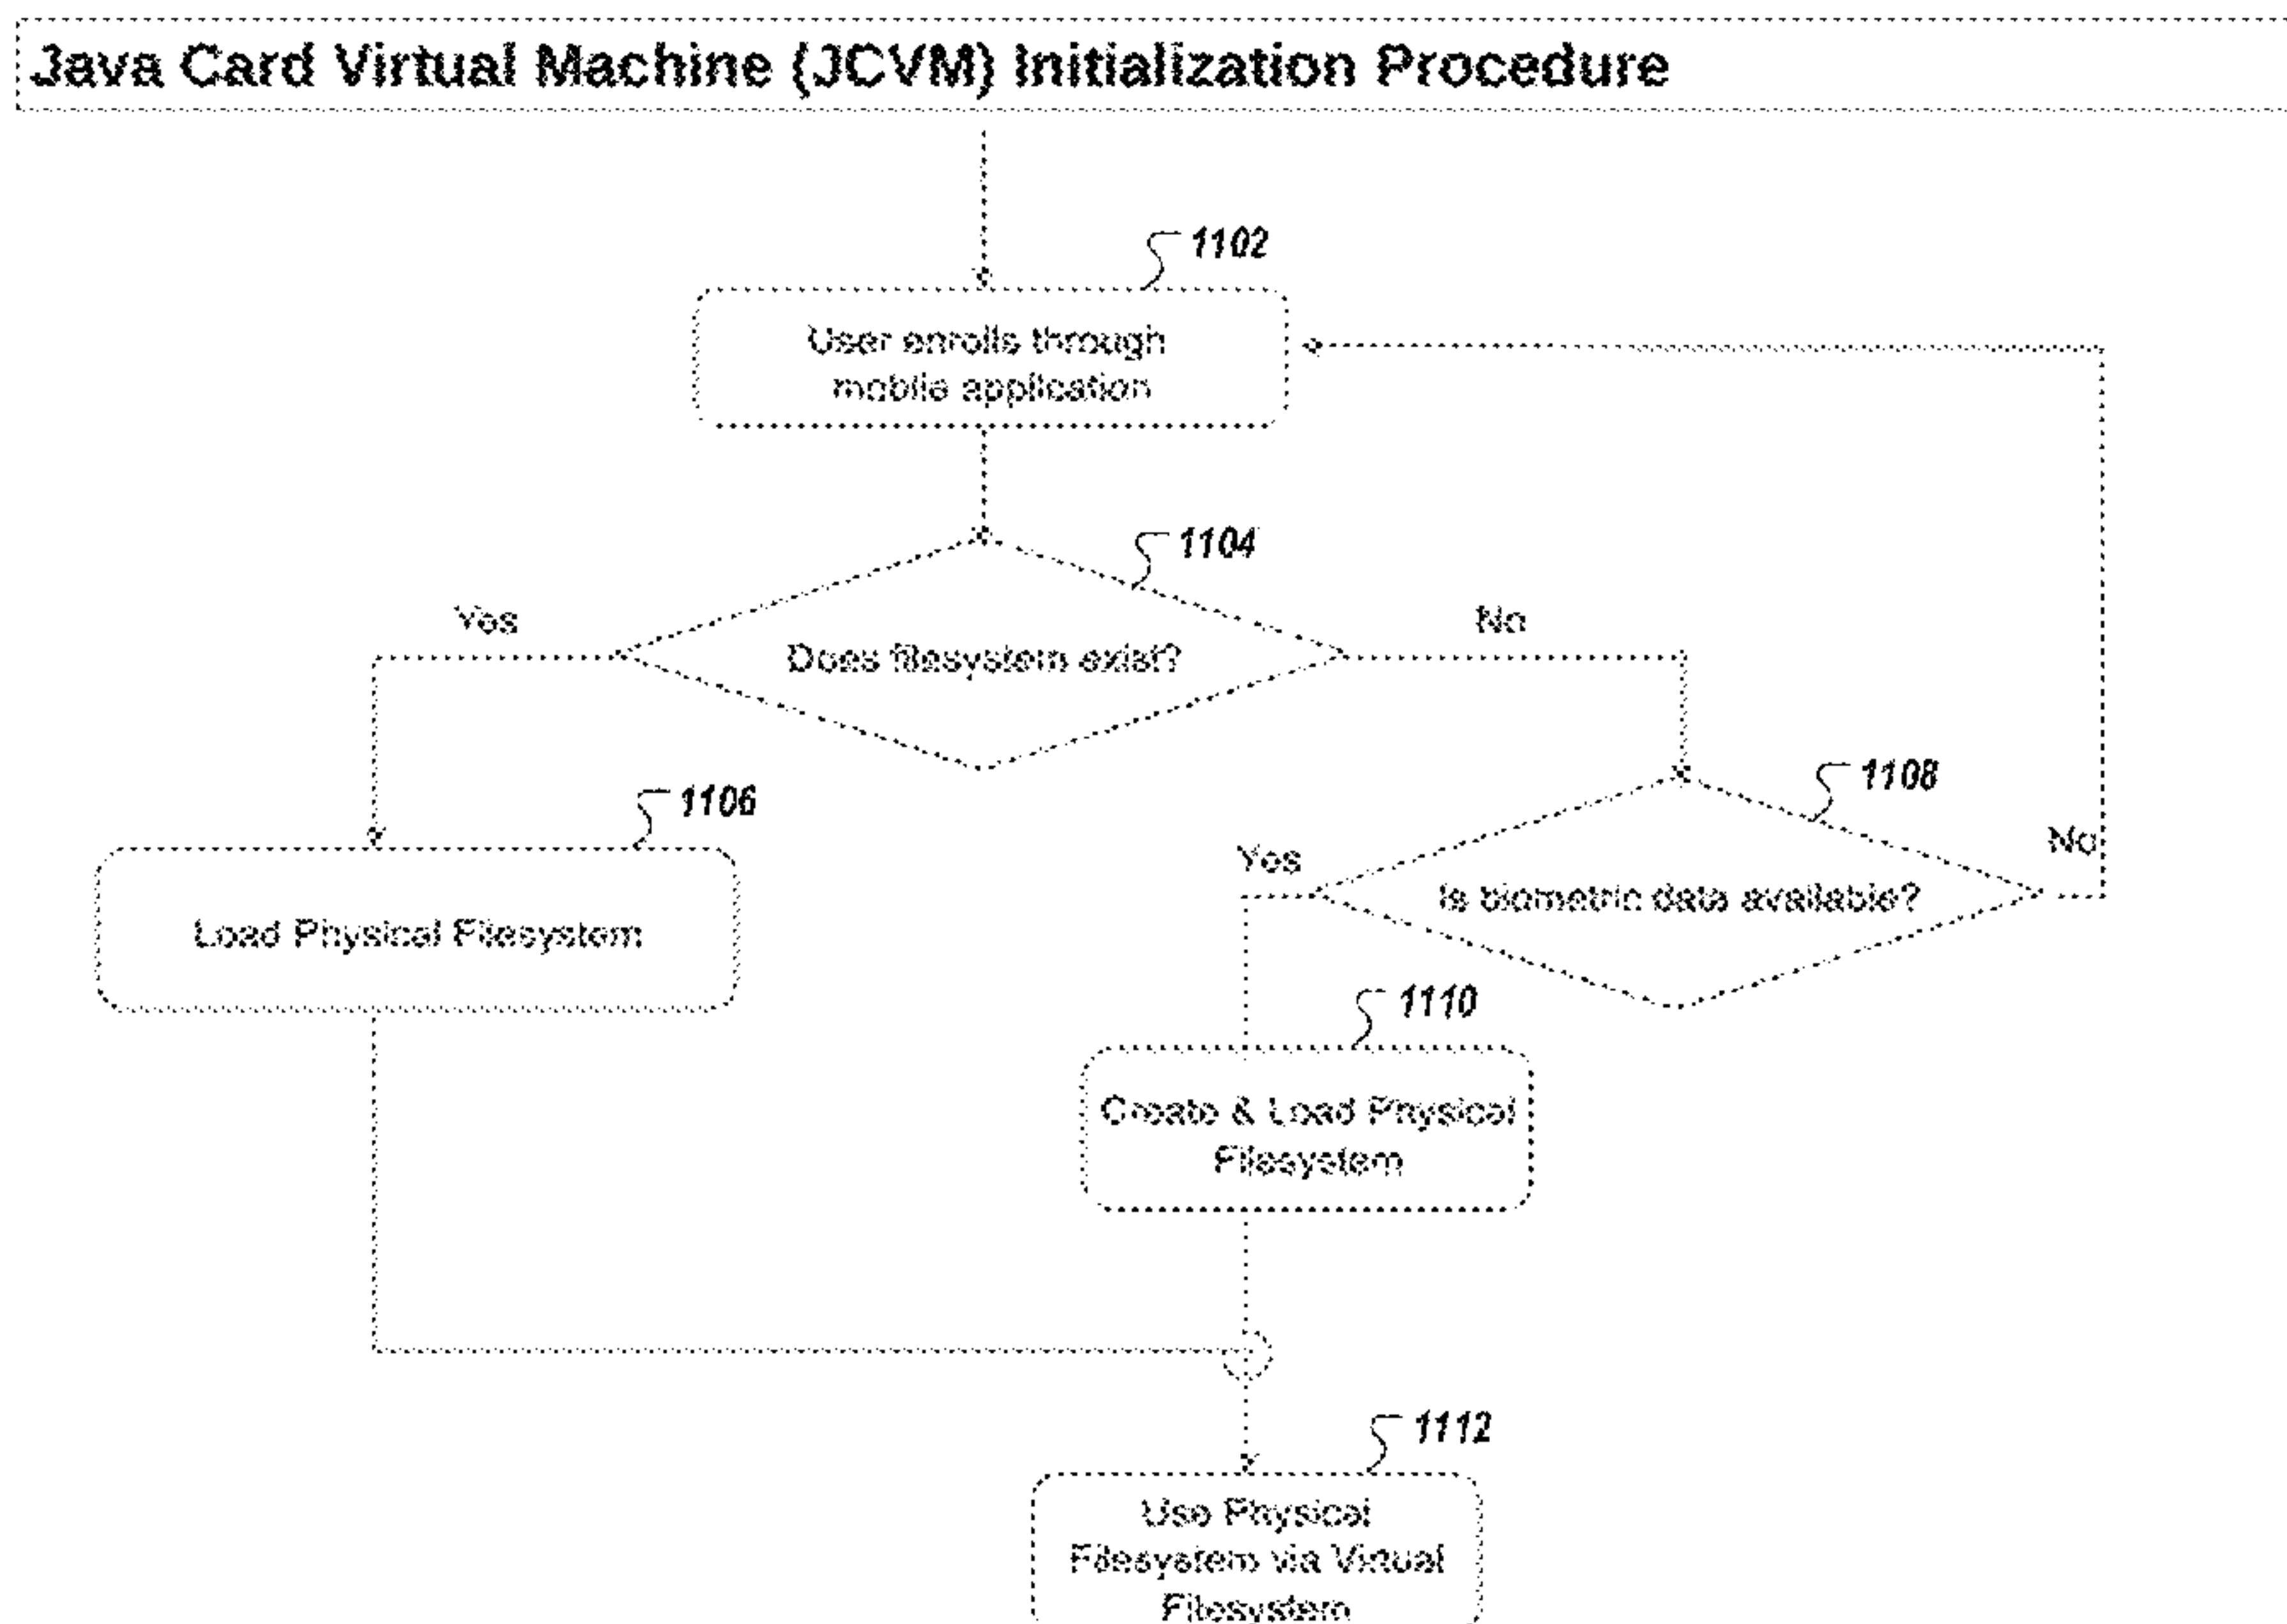 Java Card Virtual Machine (JCVM) Initialization Procedure
1102
User enrolls through
mobile application
1104
Yes
No
Does filesystem exist?
1106
1108
No
Yes
Is biometric data available?
Load Physical Filesystem
1110
Create & Load Physical
Filesystem
1112
Use Physical
Filesystem via Virtual
Filesystem